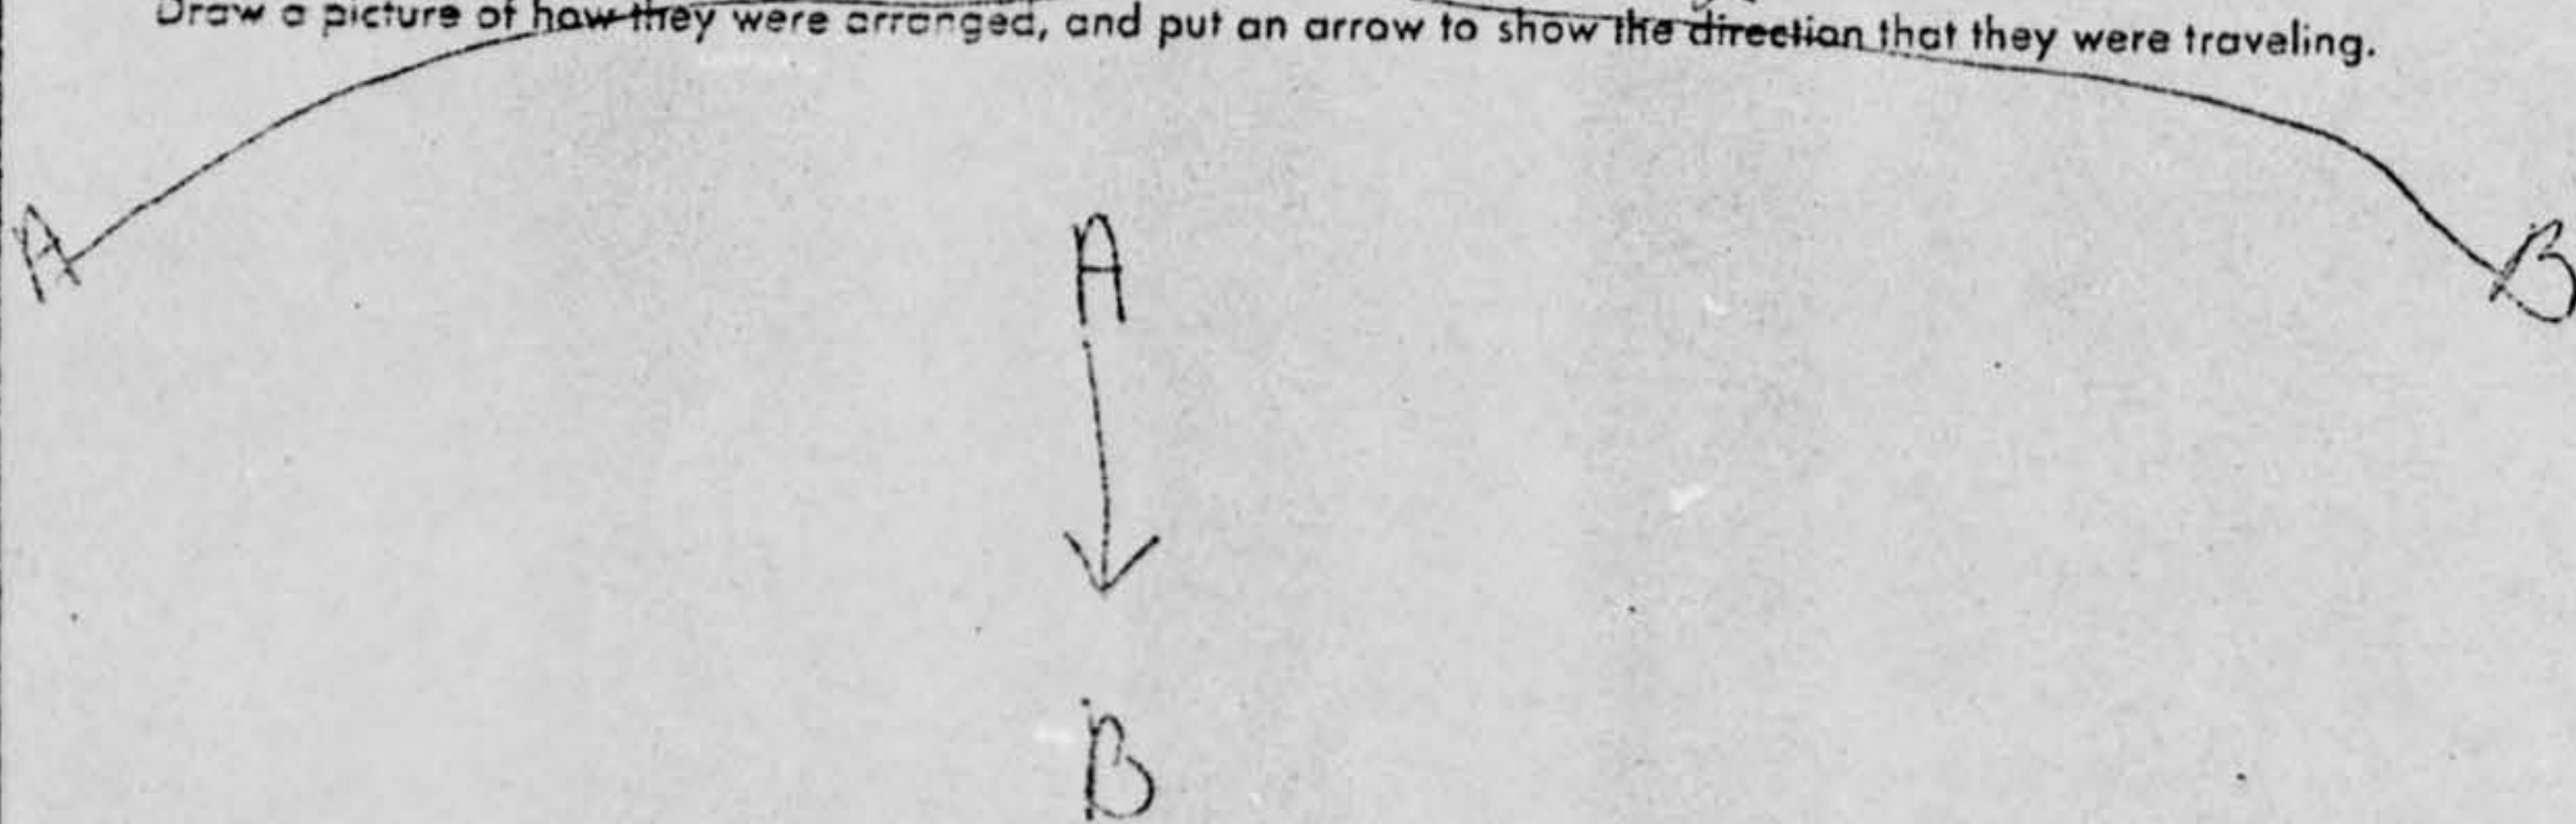 Draw a picture of how they were arranged, and put an arrow to show the direction that they were traveling.
A A B
B